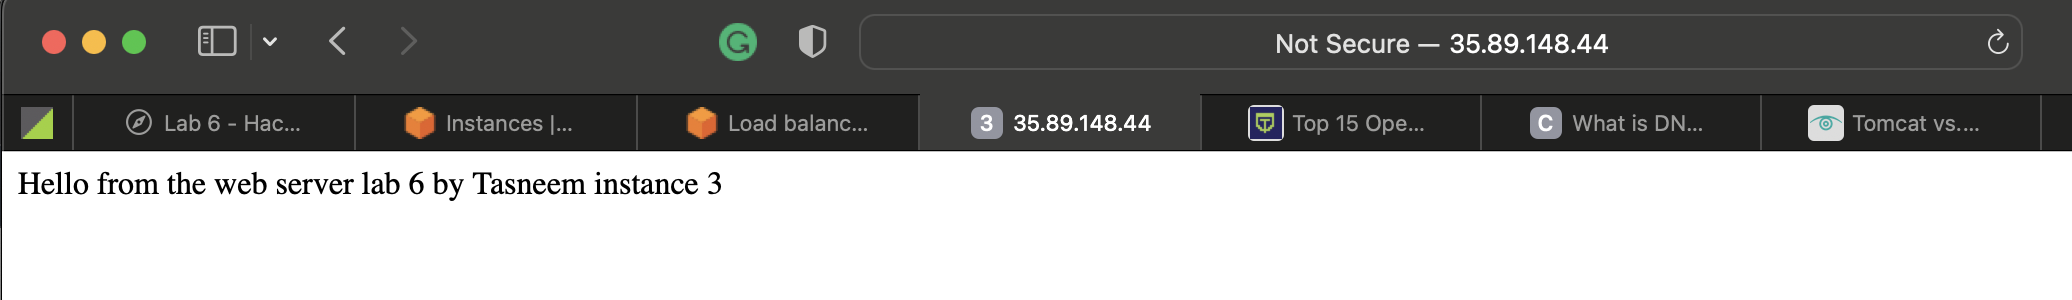 Not Secure — 35.89.148.44
Lab 6 - Hac...
Instances |...
Load balanc...
3 35.89.148.44
Top 15 Ope...
C What is DN...
Tomcat vs....
Hello from the web server lab 6 by Tasneem instance 3